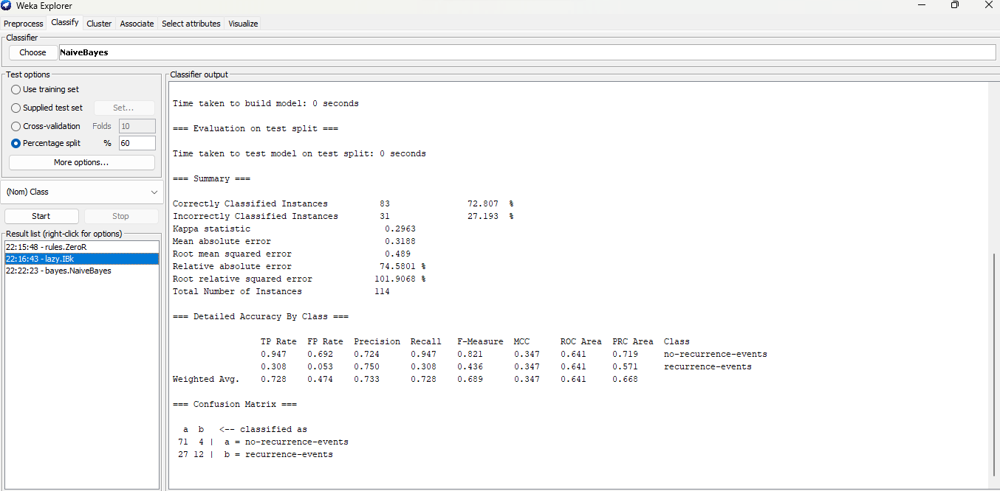 Weka Explorer
Preprocess Classify Cluster Associate Select attributes Visualize
Classifier
Choose NaiveBayes
Test options
Use training set
Supplied test set Set...
Cross-validation Folds 10
Percentage split % 60
More options...
(Nom) Class
Start Stop
Result list (right-click for options)
22:15:48 - rules.ZeroR
22:16:43 - lazy.IBk
22:22:23 - bayes.NaiveBayes
Classifier output
Time taken to build model: 0 seconds
=== Evaluation on test split ===
Time taken to test model on test split: 0 seconds
=== Summary ===
Correctly Classified Instances 83 72.807 %
Incorrectly Classified Instances 31 27.193 %
Kappa statistic 0.2963
Mean absolute error 0.3188
Root mean squared error 0.489
Relative absolute error 74.5801 %
Root relative squared error 101.9068 %
Total Number of Instances 114
=== Detailed Accuracy By Class ===
TP Rate FP Rate Precision Recall F-Measure MCC ROC Area PRC Area Class
0.947 0.692 0.724 0.947 0.821 0.347 0.641 0.719 no-recurrence-events
0.308 0.053 0.750 0.308 0.436 0.347 0.641 0.571 recurrence-events
Weighted Avg. 0.728 0.474 0.733 0.728 0.689 0.347 0.641 0.668
=== Confusion Matrix ===
a b <-- classified as
71 4 | a = no-recurrence-events
27 12 | b = recurrence-events